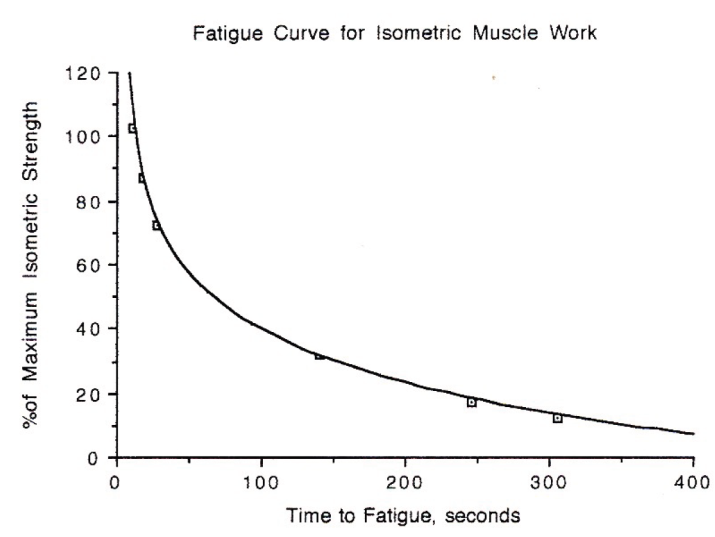 Fatigue Curve for Isometric Muscle Work
%of Maximum Isometric Strength
120
100
80
60
40
20
0
0 100 200 300 400
Time to Fatigue, seconds